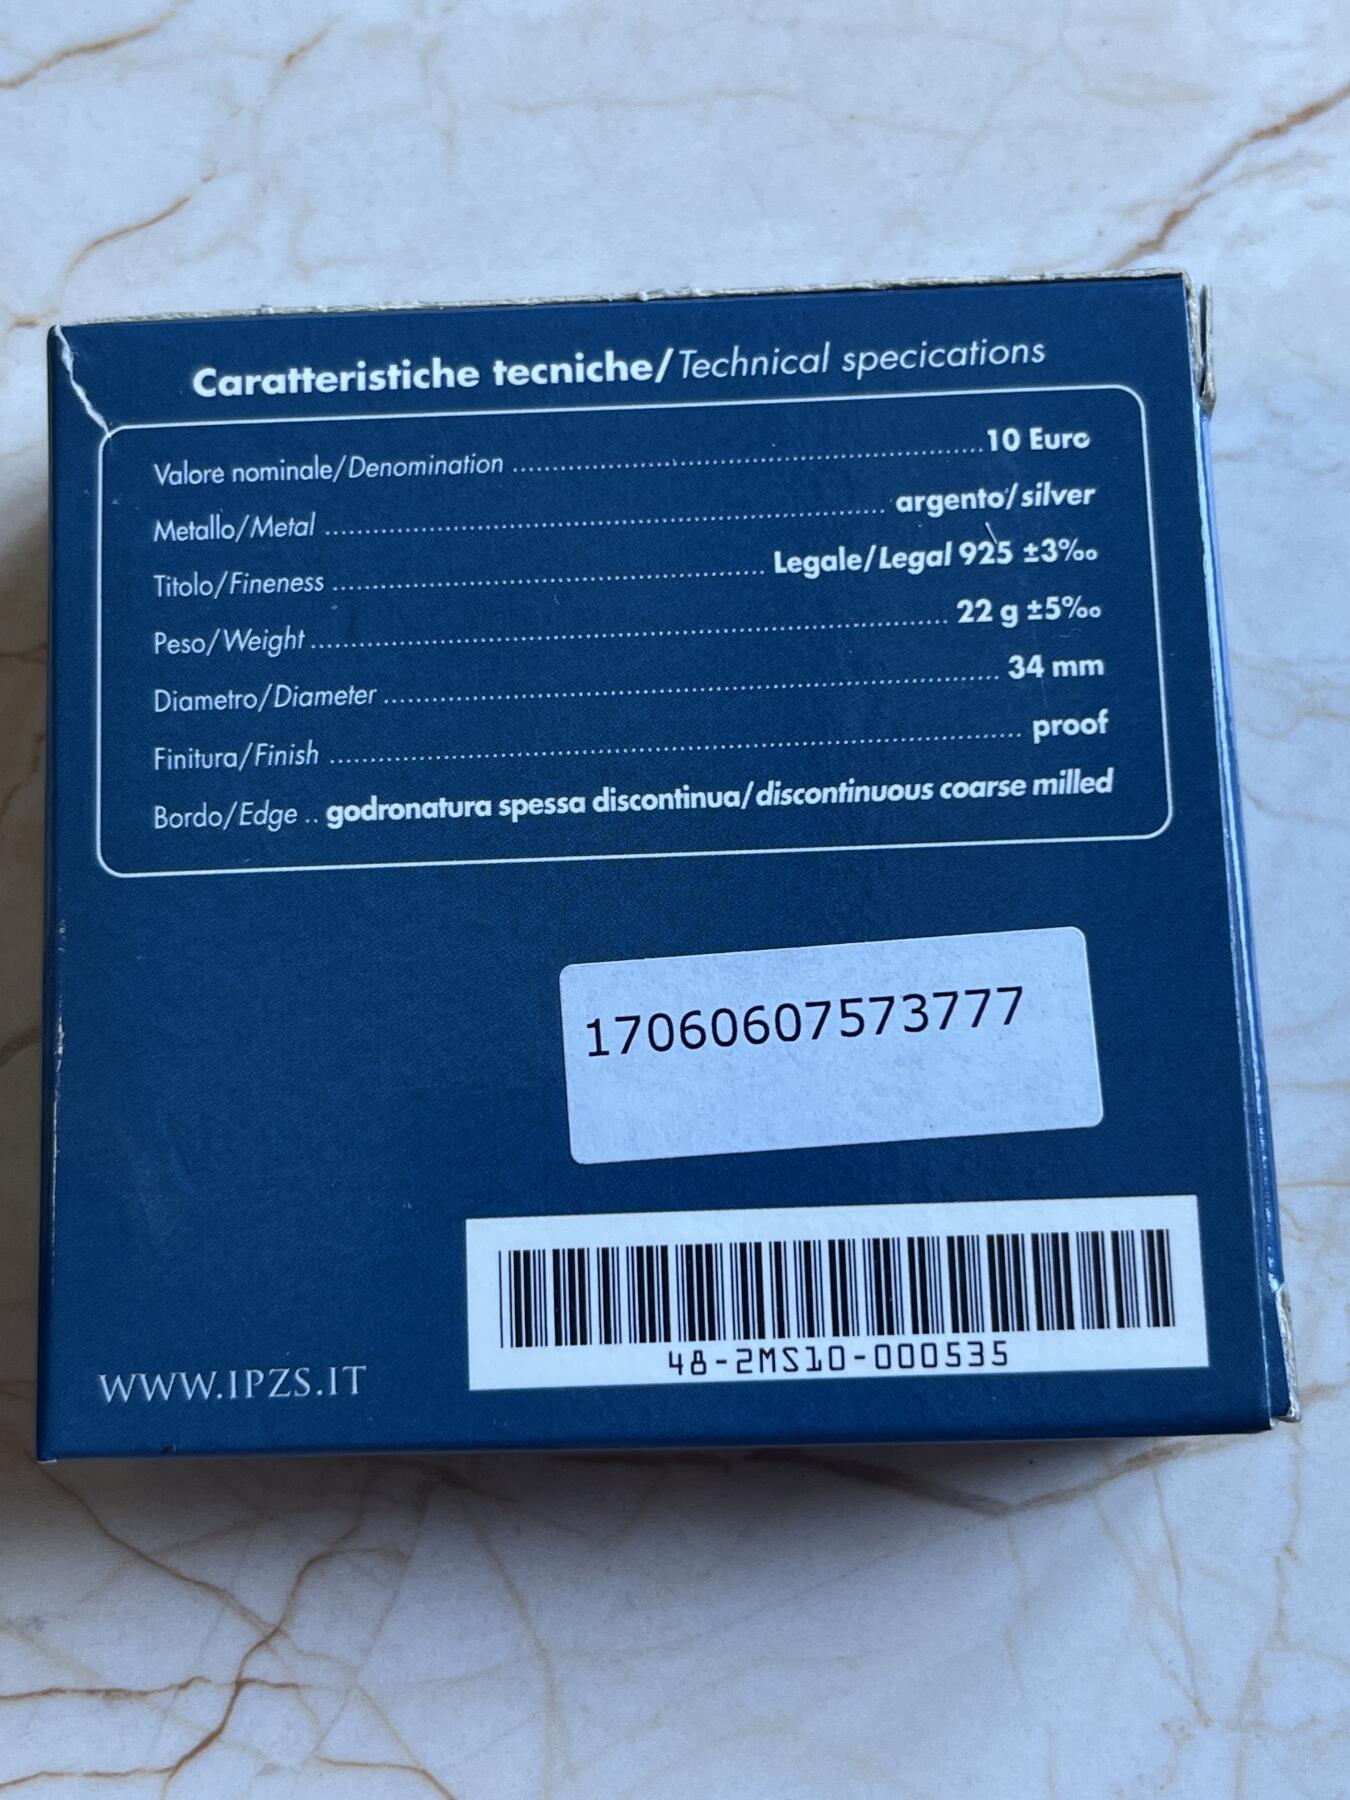 Caratteristiche tecniche/Technical specications
Valore nominale/Denomination ........ 10 Euro
Metallo/Metal ........ argento/silver
Titolo/Fineness ........ Legale/Legal 925 ±3‰
Peso/Weight ........ 22 g ±5‰
Diametro/Diameter ........ 34 mm
Finitura/Finish ........ proof
Bordo/Edge .. godronatura spessa discontinua/discontinuous coarse milled
17060607573777
48-2MS10-000535
WWW.IPZS.IT